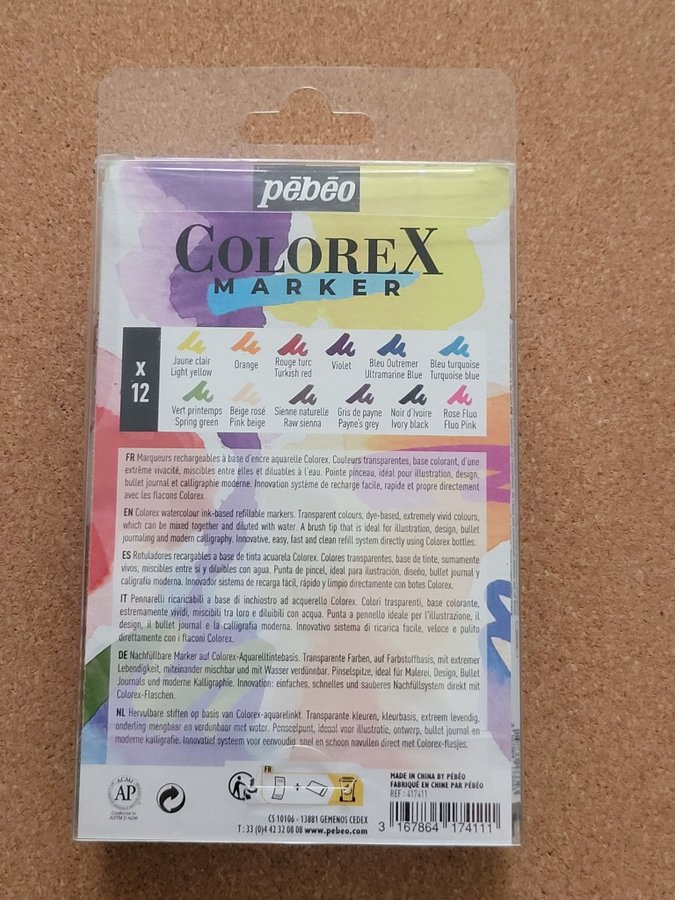 pēbēo
COLOREX
MARKER
x
12
Jaune clair
Light yellow
Orange
Rouge turc
Turkish red
Violet
Bleu Outremer
Ultramarine Blue
Bleu turquoise
Turquoise blue
Vert printemps
Spring green
Beige rosé
Pink beige
Sienne naturelle
Raw sienna
Gris de payne
Payne's grey
Noir d'Ivoire
Ivory black
Rose Fluo
Fluo Pink
FR Marqueurs rechargeables à base d'encre aquarelle Colorex. Couleurs transparentes, base colorant, d'une
extrême vivacité, miscibles entre elles et diluables à l'eau. Pointe pinceau, idéal pour illustration, design,
bullet journal et calligraphie moderne. Innovation système de recharge facile, rapide et propre directement
avec les flacons Colorex.
EN Colorex watercolour ink-based refillable markers. Transparent colours, dye-based, extremely vivid colours,
which can be mixed together and diluted with water. A brush tip that is ideal for illustration, design, bullet
journaling and modern calligraphy. Innovative, easy, fast and clean refill system directly using Colorex bottles.
ES Rotuladores recargables a base de tinta acuarela Colorex. Colores transparentes, base de tinte, sumamente
vivos, miscibles entre sí y diluibles con agua. Punta de pincel, ideal para ilustración, diseño, bullet journal y
caligrafía moderna. Innovador sistema de recarga fácil, rápido y limpio directamente con botes Colorex.
IT Pennarelli ricaricabili a base di inchiostro ad acquerello Colorex. Colori trasparenti, base colorante,
estremamente vividi, miscibili tra loro e diluibili con acqua. Punta a pennello ideale per l'illustrazione, il
design, il bullet journal e la calligrafia moderna. Innovativo sistema di ricarica facile, veloce e pulito
direttamente con i flaconi Colorex.
DE Nachfüllbare Marker auf Colorex-Aquarelltintebasis. Transparente Farben, auf Farbstoffbasis, mit extremer
Lebendigkeit, miteinander mischbar und mit Wasser verdünnbar. Pinselspitze, ideal für Malerei, Design, Bullet
Journals und moderne Kalligraphie. Innovation: einfaches, schnelles und sauberes Nachfüllsystem direkt mit
Colorex-Flaschen.
NL Hervulbare stiften op basis van Colorex-aquarelinkt. Transparante kleuren, kleurbasis, extreem levendig,
onderling mengbaar en verdunbaar met water. Penseelpunt, ideaal voor illustratie, ontwerp, bullet journal en
moderne kalligrafie. Innovatief systeem voor eenvoudig, snel en schoon navullen direct met Colorex-flesjes.
ACMI
AP
Conforms to
ASTM D 4236
FR
+
CS 10106 - 13881 GEMENOS CEDEX
T : 33 (0)4 42 32 08 08 www.pebeo.com
MADE IN CHINA BY PÉBÉO
FABRIQUÉ EN CHINE PAR PÉBÉO
REF : 417411
3 167864 174111